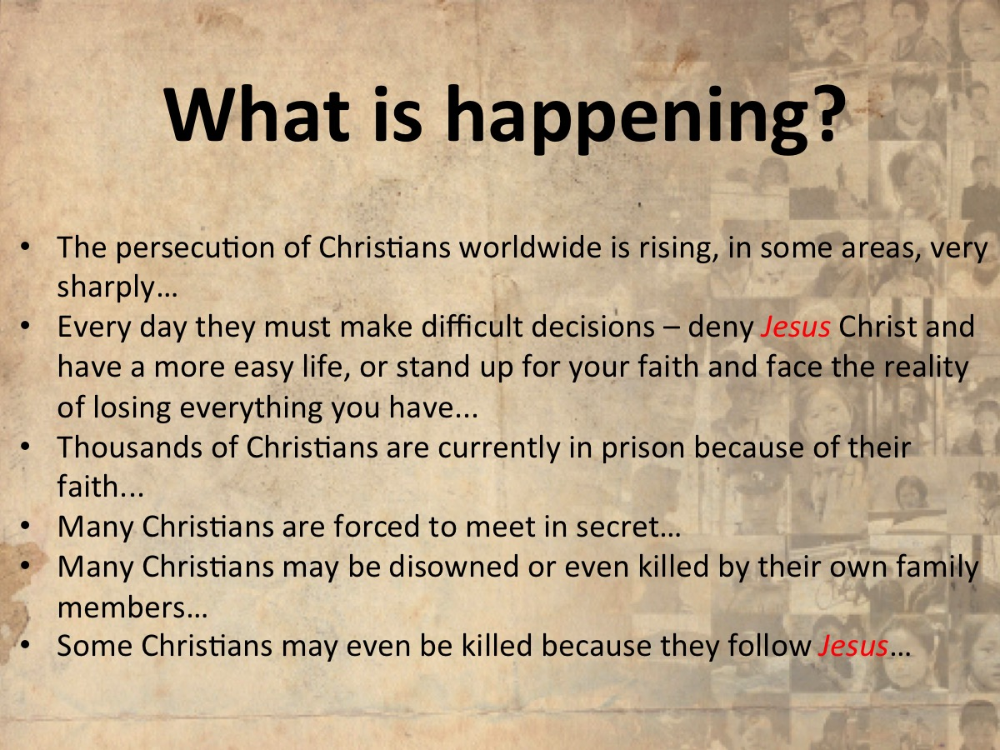 What is happening?
• The persecution of Christians worldwide is rising, in some areas, very
sharply…
• Every day they must make difficult decisions – deny Jesus Christ and
have a more easy life, or stand up for your faith and face the reality
of losing everything you have...
• Thousands of Christians are currently in prison because of their
faith...
• Many Christians are forced to meet in secret…
• Many Christians may be disowned or even killed by their own family
members…
• Some Christians may even be killed because they follow Jesus…